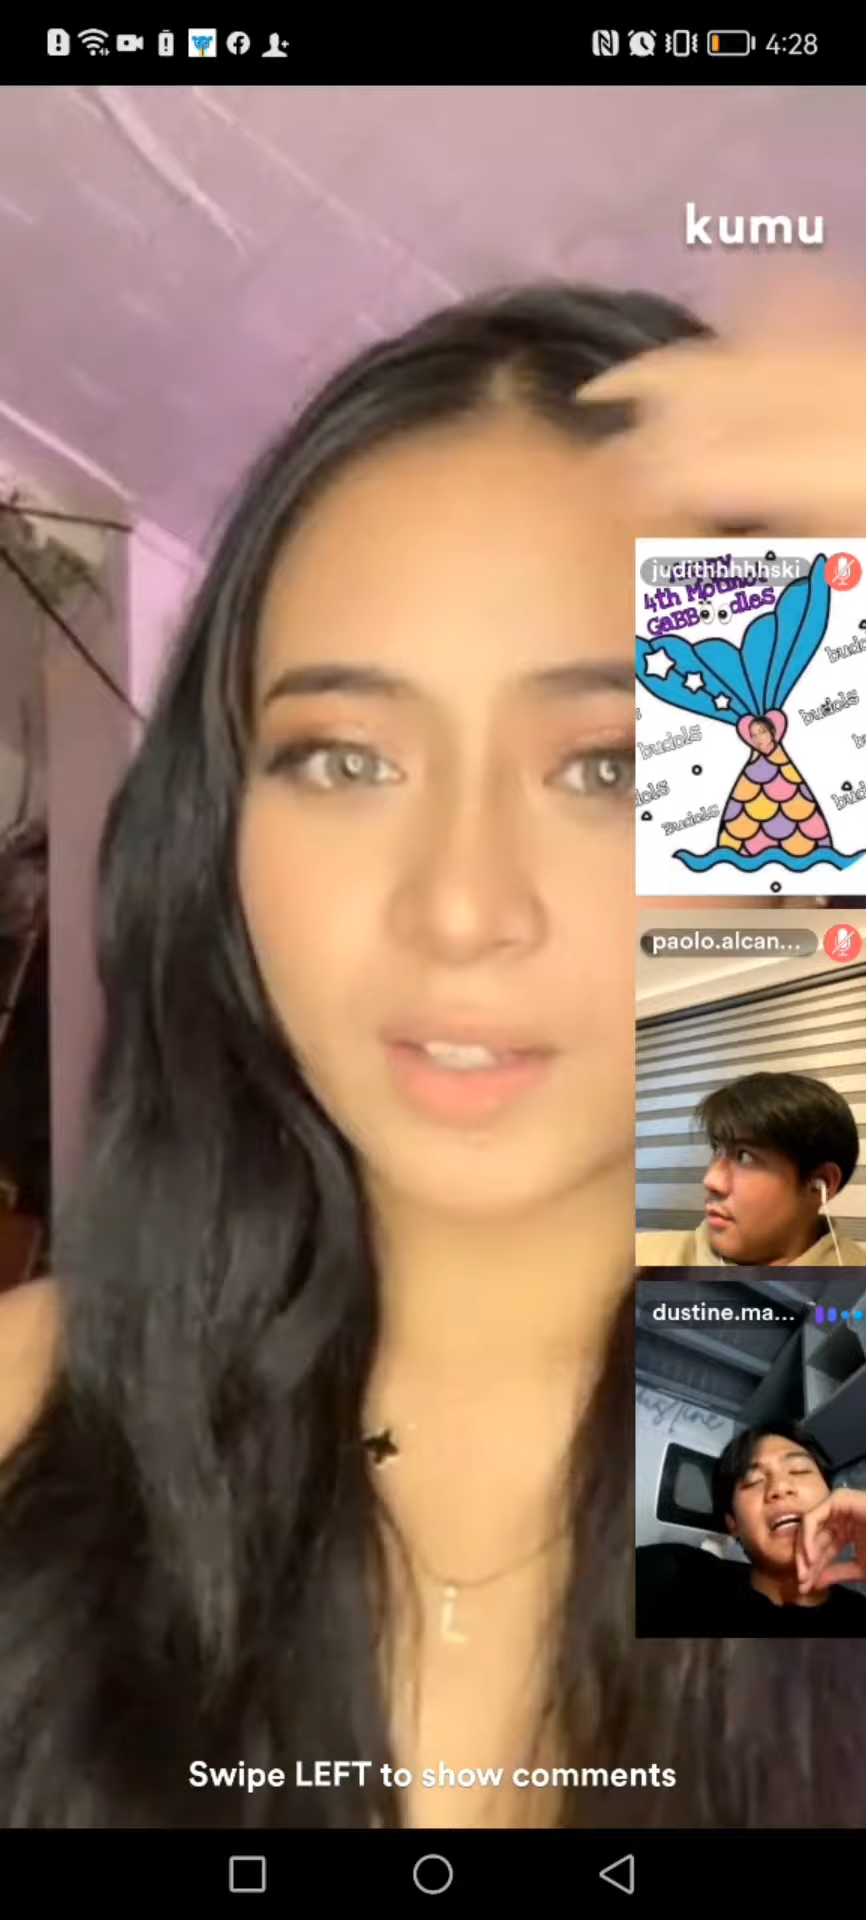 4:28
kumu
judithhhhhski
4th Motmot
GABB dles
budols
budols
budols
Budols
paolo.alcan...
dustine.ma...
Swipe LEFT to show comments